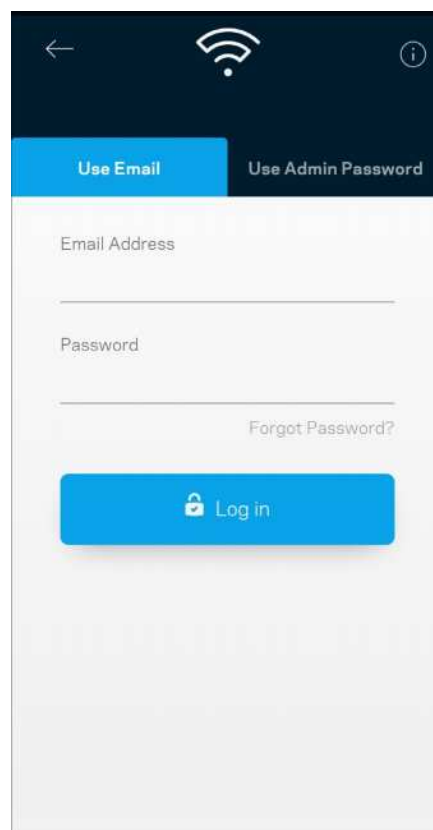 Use Email
Use Admin Password
Email Address
Password
Forgot Password?
Log in